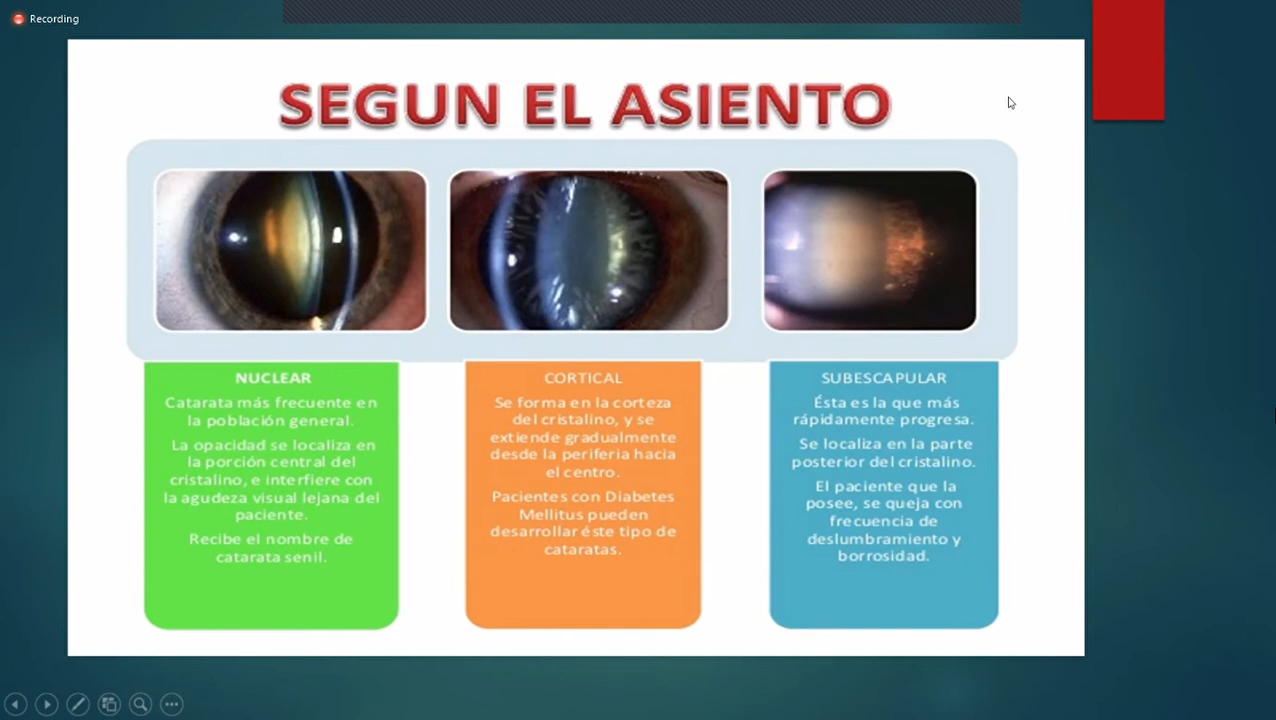 Recording
SEGUN EL ASIENTO
NUCLEAR
Catarata más frecuente en
la población general.
La opacidad se localiza en
la porción central del
cristalino, e interfiere con
la agudeza visual lejana del
paciente.
Recibe el nombre de
catarata senil.
CORTICAL
Se forma en la corteza
del cristalino, y se
extiende gradualmente
desde la periferia hacia
el centro.
Pacientes con Diabetes
Mellitus pueden
desarrollar éste tipo de
cataratas.
SUBESCAPULAR
Ésta es la que más
rápidamente progresa.
Se localiza en la parte
posterior del cristalino.
El paciente que la
posee, se queja con
frecuencia de
deslumbramiento y
borrosidad.